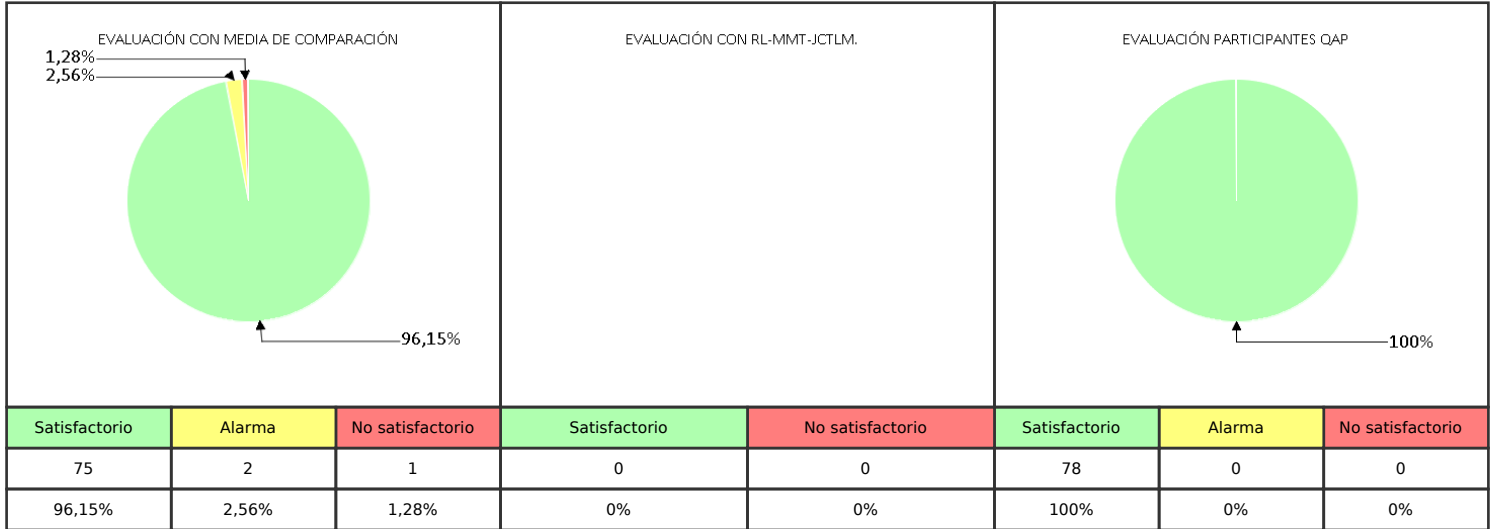 EVALUACIÓN CON MEDIA DE COMPARACIÓN
1,28%
2,56%
96,15%
EVALUACIÓN CON RL-MMT-JCTLM.
EVALUACIÓN PARTICIPANTES QAP
100%
Satisfactorio Alarma No satisfactorio Satisfactorio No satisfactorio Satisfactorio Alarma No satisfactorio
75 2 1 0 0 78 0 0
96,15% 2,56% 1,28% 0% 0% 100% 0% 0%